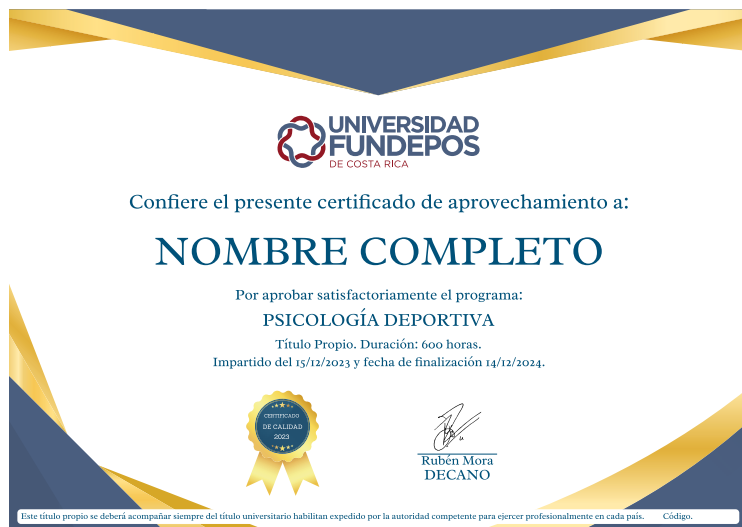 UNIVERSIDAD
FUNDEPOS
DE COSTA RICA
Confiere el presente certificado de aprovechamiento a:
NOMBRE COMPLETO
Por aprobar satisfactoriamente el programa:
PSICOLOGÍA DEPORTIVA
Título Propio. Duración: 600 horas.
Impartido del 15/12/2023 y fecha de finalización 14/12/2024.
CERTIFICADO
DE CALIDAD
2023
Rubén Mora
DECANO
Este título propio se deberá acompañar siempre del título universitario habilitan expedido por la autoridad competente para ejercer profesionalmente en cada país. Código.